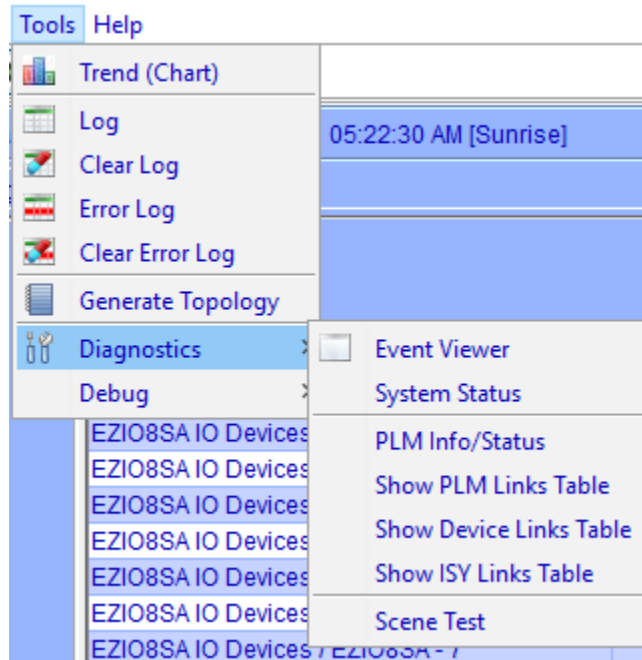 Tools Help
Trend (Chart)
Log
05:22:30 AM [Sunrise]
Clear Log
Error Log
Clear Error Log
Generate Topology
Diagnostics
Event Viewer
Debug
System Status
EZIO8SA IO Devices
PLM Info/Status
EZIO8SA IO Devices
Show PLM Links Table
EZIO8SA IO Devices
Show Device Links Table
EZIO8SA IO Devices
Show ISY Links Table
EZIO8SA IO Devices
EZIO8SA IO Devices
Scene Test
EZIO8SA IO Devices / EZIO8SA - 7